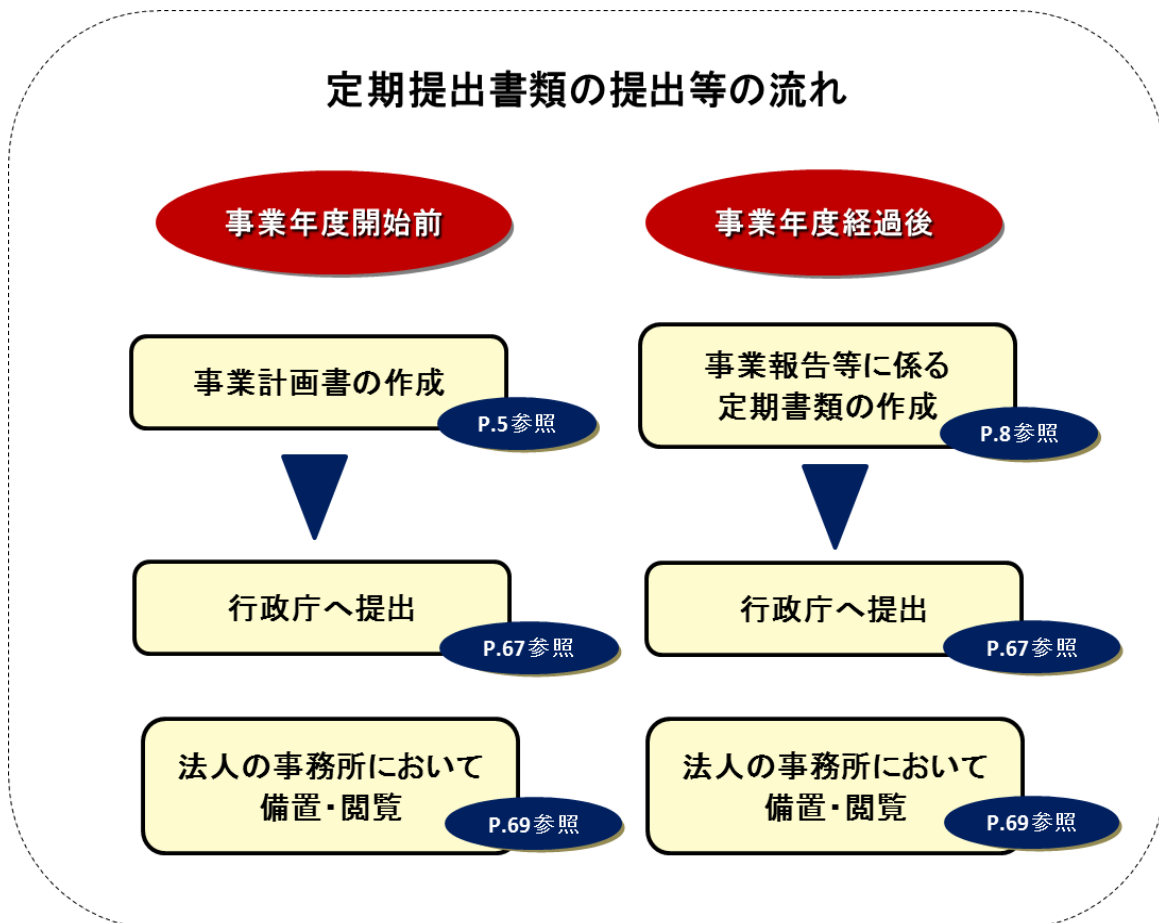 定期提出書類の提出等の流れ
事業年度開始前
事業計画書の作成
P.5参照
行政庁へ提出
P.67参照
法人の事務所において
備置・閲覧
P.69参照
事業年度経過後
事業報告等に係る
定期書類の作成
P.8参照
行政庁へ提出
P.67参照
法人の事務所において
備置・閲覧
P.69参照